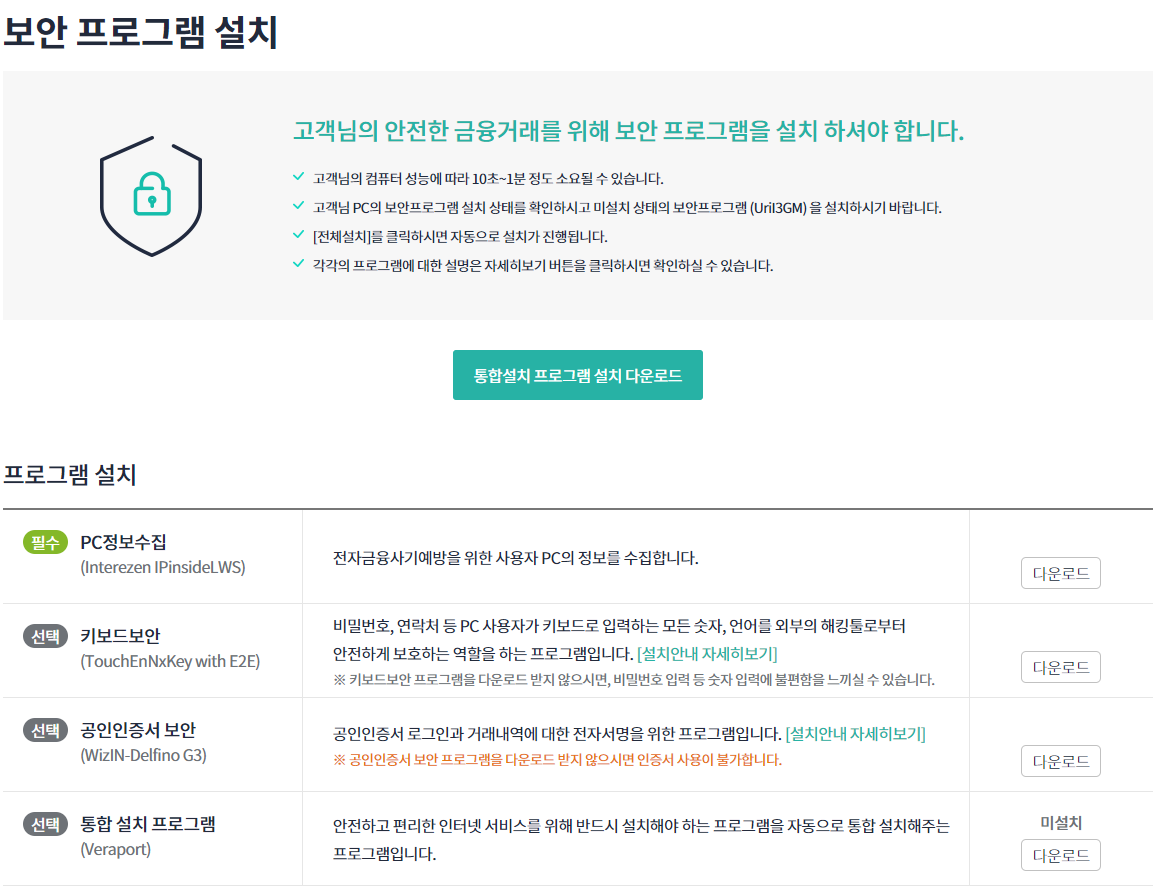 보안 프로그램 설치
고객님의 안전한 금융거래를 위해 보안 프로그램을 설치 하셔야 합니다.
고객님의 컴퓨터 성능에 따라 10초~1분 정도 소요될 수 있습니다.
고객님 PC의 보안프로그램 설치 상태를 확인하시고 미설치 상태의 보안프로그램 (UriI3GM) 을 설치하시기 바랍니다.
[전체설치]를 클릭하시면 자동으로 설치가 진행됩니다.
각각의 프로그램에 대한 설명은 자세히보기 버튼을 클릭하시면 확인하실 수 있습니다.
통합설치 프로그램 설치 다운로드
프로그램 설치
필수 PC정보수집
(Interezen IPinsideLWS)
전자금융사기예방을 위한 사용자 PC의 정보를 수집합니다.
다운로드
선택 키보드보안
(TouchEnNxKey with E2E)
비밀번호, 연락처 등 PC 사용자가 키보드로 입력하는 모든 숫자, 언어를 외부의 해킹툴로부터
안전하게 보호하는 역할을 하는 프로그램입니다. [설치안내 자세히보기]
※ 키보드보안 프로그램을 다운로드 받지 않으시면, 비밀번호 입력 등 숫자 입력에 불편함을 느끼실 수 있습니다.
다운로드
선택 공인인증서 보안
(WizIN-Delfino G3)
공인인증서 로그인과 거래내역에 대한 전자서명을 위한 프로그램입니다. [설치안내 자세히보기]
※ 공인인증서 보안 프로그램을 다운로드 받지 않으시면 인증서 사용이 불가합니다.
다운로드
선택 통합 설치 프로그램
(Veraport)
안전하고 편리한 인터넷 서비스를 위해 반드시 설치해야 하는 프로그램을 자동으로 통합 설치해주는
프로그램입니다.
미설치
다운로드